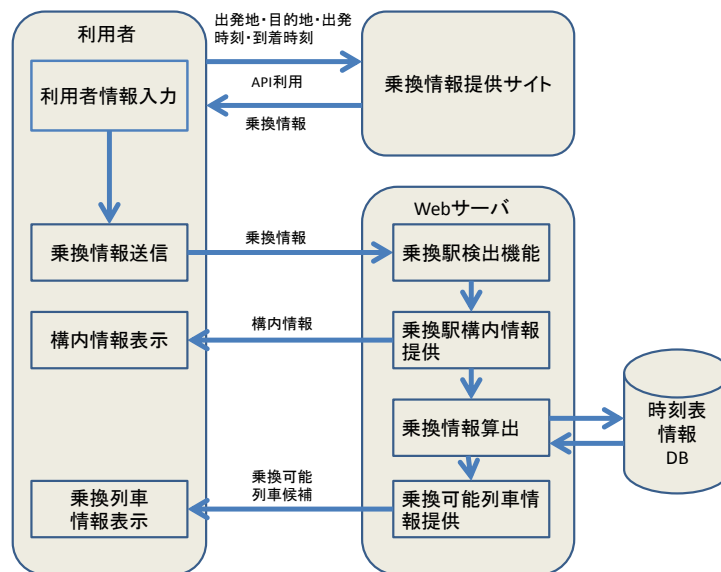 利用者
出発地・目的地・出発
時刻・到着時刻
利用者情報入力
API利用
乗換情報
乗換情報提供サイト
Webサーバ
乗換情報送信
乗換情報
乗換駅検出機能
構内情報表示
構内情報
乗換駅構内情報
提供
乗換情報算出
時刻表
情報
DB
乗換列車
情報表示
乗換可能
列車候補
乗換可能列車情
報提供